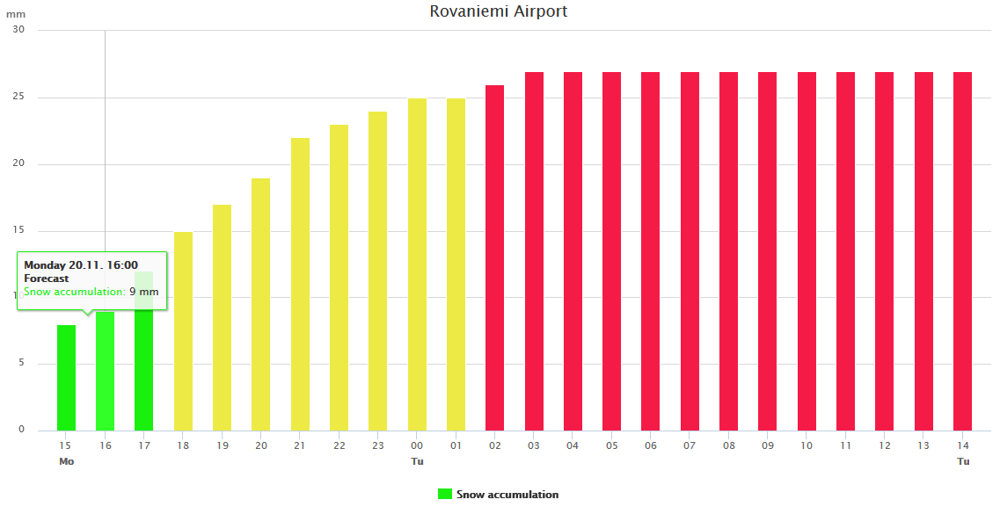 Rovaniemi Airport
mm
30
25
20
15
Monday 20.11. 16:00
Forecast
Snow accumulation: 9 mm
10
5
0
15 16 17 18 19 20 21 22 23 00 01 02 03 04 05 06 07 08 09 10 11 12 13 14
Mo Tu Tu
Snow accumulation